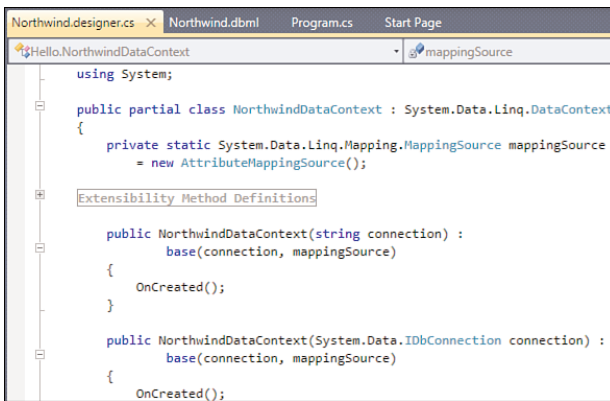 Northwind.designer.cs × Northwind.dbml Program.cs Start Page
Hello.NorthwindDataContext mappingSource
using System;
public partial class NorthwindDataContext : System.Data.Linq.DataContext
{
private static System.Data.Linq.Mapping.MappingSource mappingSource
= new AttributeMappingSource();
Extensibility Method Definitions
public NorthwindDataContext(string connection) :
base(connection, mappingSource)
{
OnCreated();
}
public NorthwindDataContext(System.Data.IDbConnection connection) :
base(connection, mappingSource)
{
OnCreated();